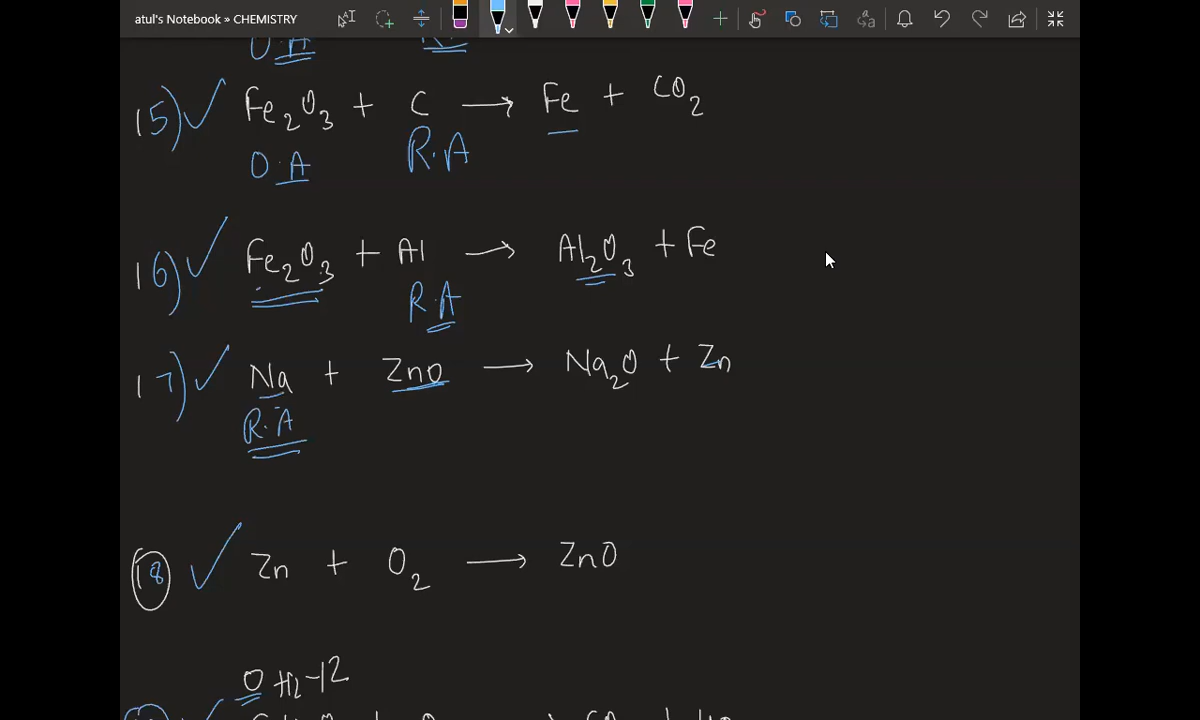 atul's Notebook » CHEMISTRY
O.A R.A
15) Fe2O3 + C → Fe + CO2
O.A R.A
16) Fe2O3 + Al → Al2O3 + Fe
R.A
17) Na + ZnO → Na2O + Zn
R.A
18 Zn + O2 → ZnO
O +12